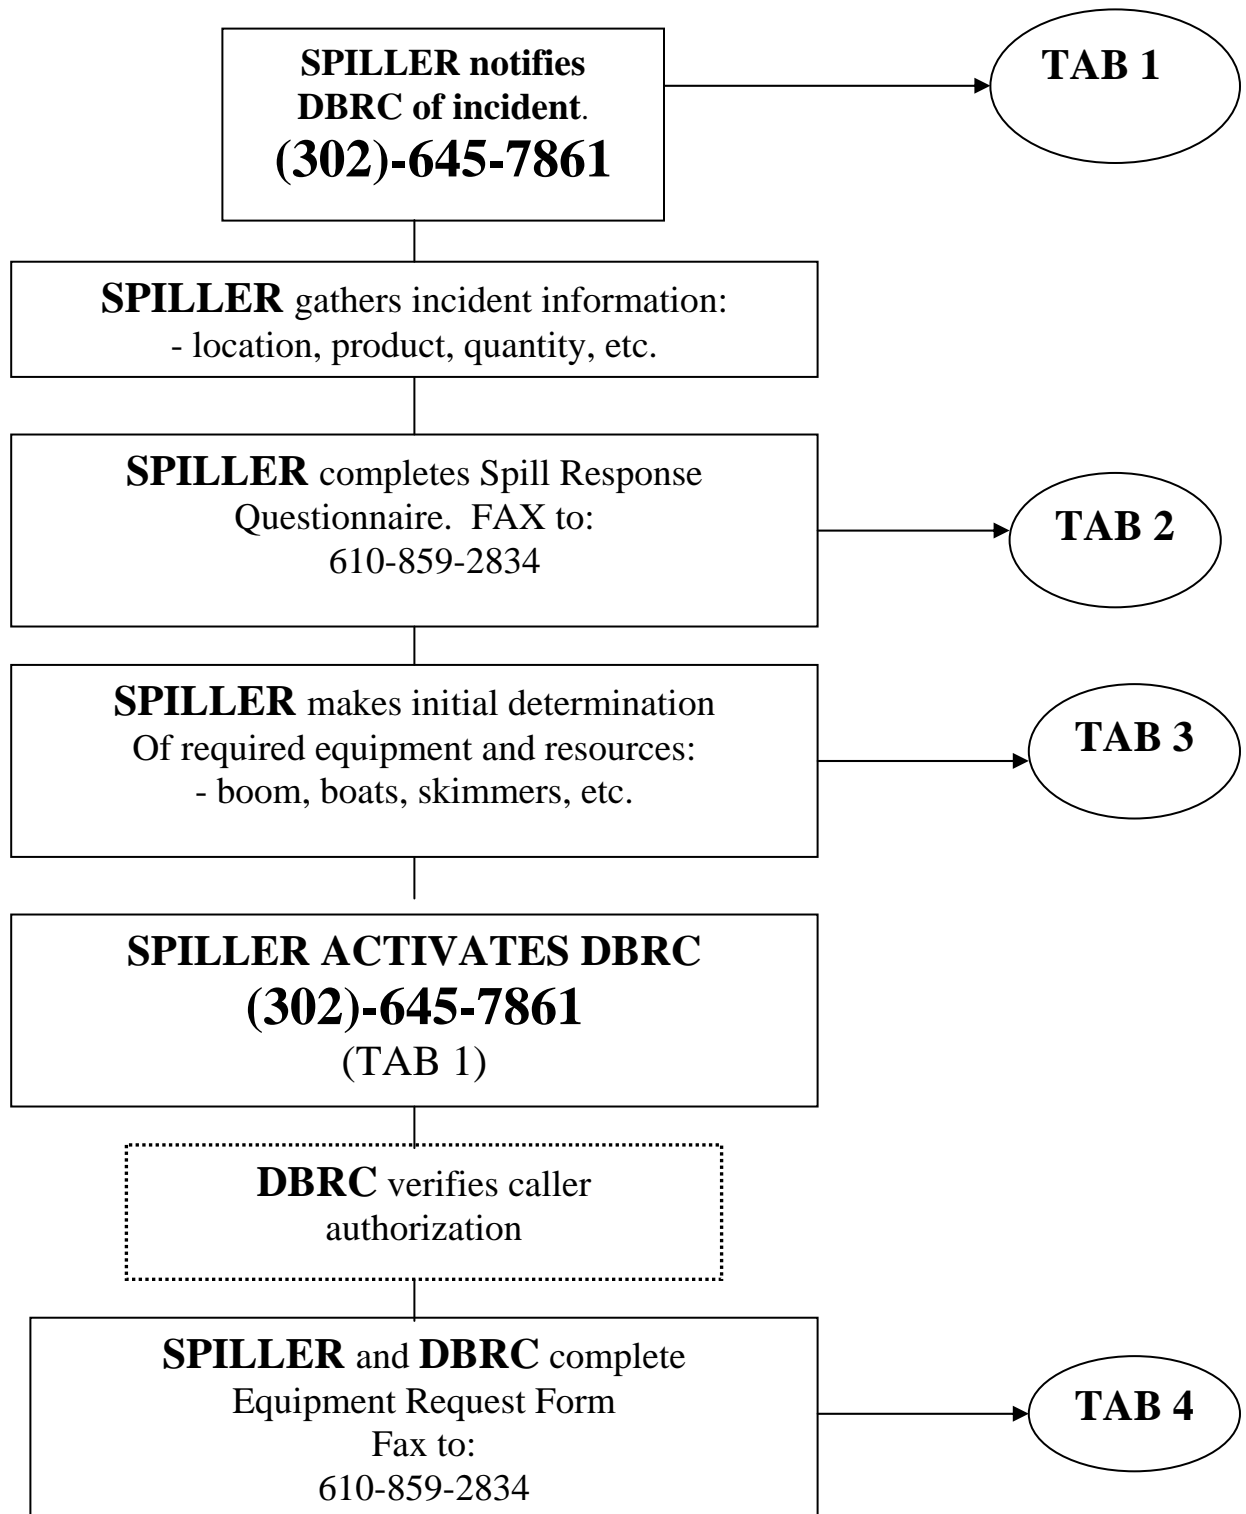 SPILLER notifies
DBRC of incident.
(302)-645-7861
TAB 1
SPILLER gathers incident information:
- location, product, quantity, etc.
SPILLER completes Spill Response
Questionnaire. FAX to:
610-859-2834
TAB 2
SPILLER makes initial determination
Of required equipment and resources:
- boom, boats, skimmers, etc.
TAB 3
SPILLER ACTIVATES DBRC
(302)-645-7861
(TAB 1)
DBRC verifies caller
authorization
SPILLER and DBRC complete
Equipment Request Form
Fax to:
610-859-2834
TAB 4